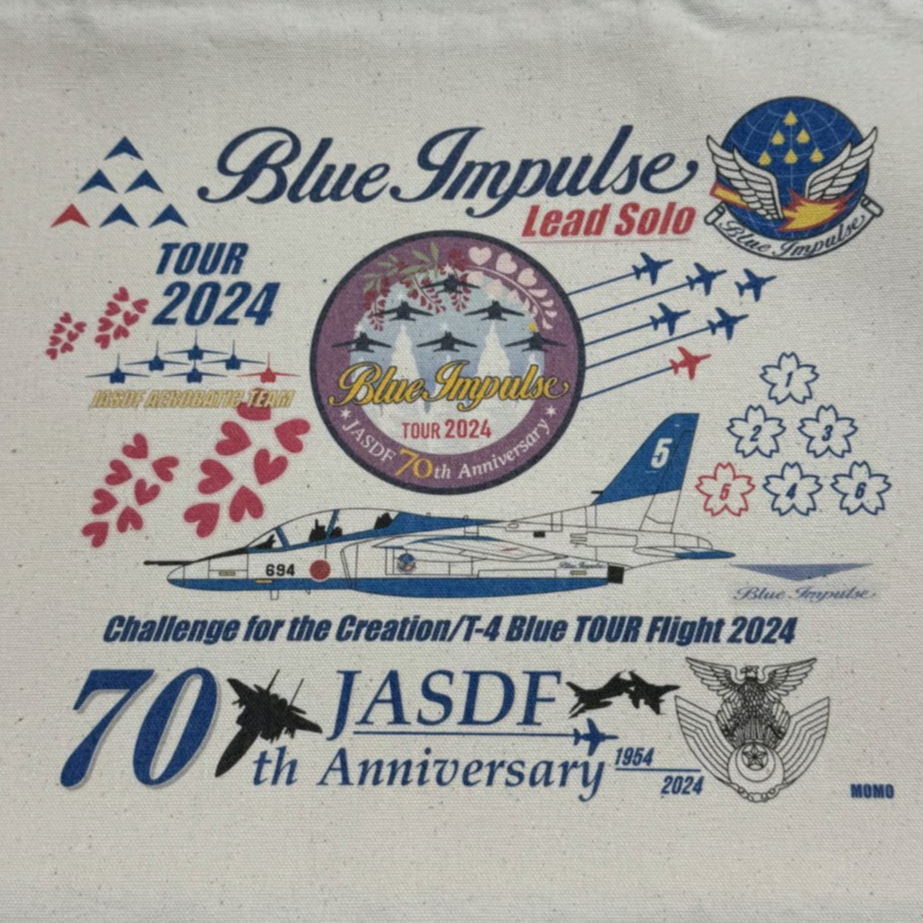 Blue Impulse
Lead Solo
Blue Impulse
TOUR
2024
JASDF AEROBATIC TEAM
Blue Impulse
TOUR 2024
JASDF 70th Anniversary
1
2 3
5 4 6
5
694
Blue Impulse
Blue Impulse
Challenge for the Creation/T-4 Blue TOUR Flight 2024
70 JASDF
th Anniversary
1954
2024
MOMO